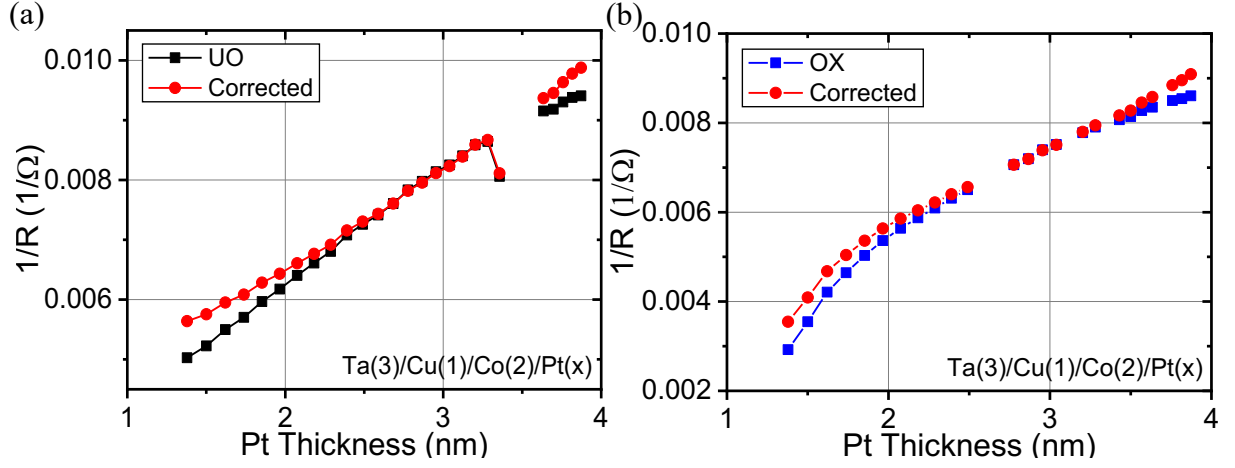 (a)
UO
Corrected
0.010
0.008
0.006
1/R (1/Ω)
Ta(3)/Cu(1)/Co(2)/Pt(x)
1 2 3 4
Pt Thickness (nm)
(b)
OX
Corrected
0.010
0.008
0.006
0.004
0.002
1/R (1/Ω)
Ta(3)/Cu(1)/Co(2)/Pt(x)
1 2 3 4
Pt Thickness (nm)